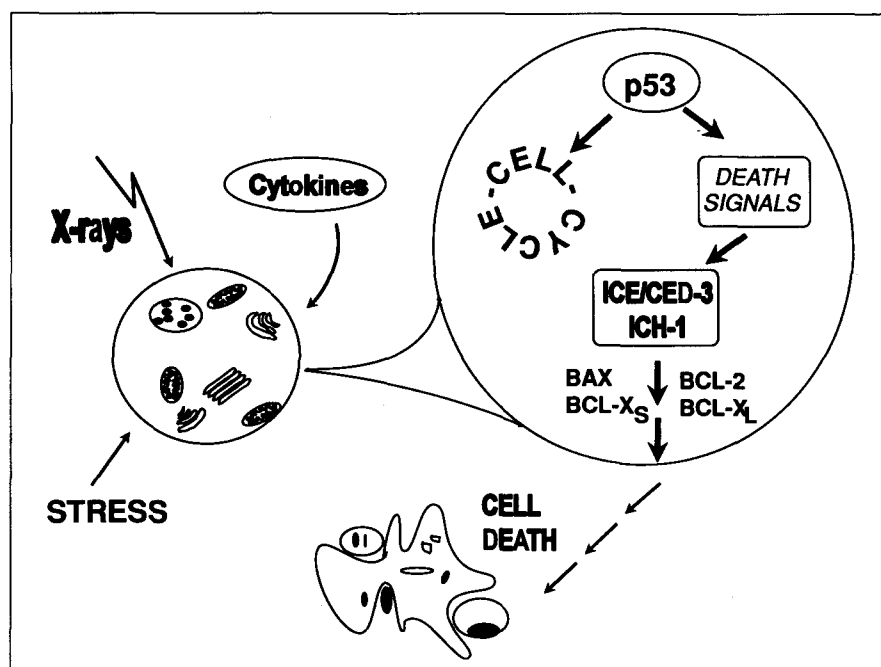 p53
CELL-CYCLE-
DEATH
SIGNALS
Cytokines
X-rays
ICE/CED-3
ICH-1
BAX
BCL-XS
BCL-2
BCL-XL
STRESS
CELL
DEATH